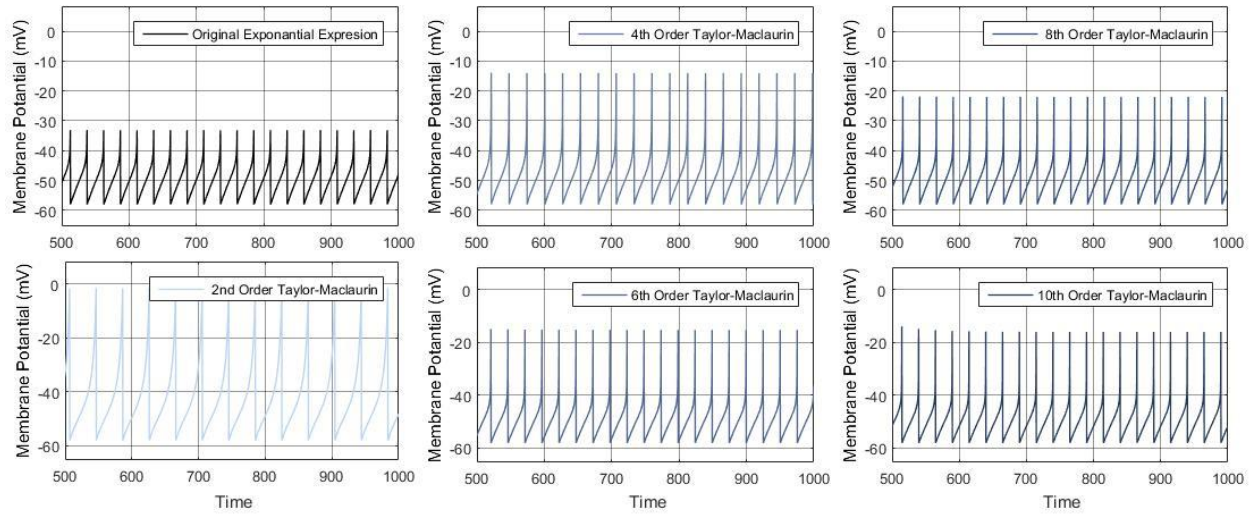 Original Exponantial Expresion
Membrane Potential (mV)
0
-10
-20
-30
-40
-50
-60
500 600 700 800 900 1000
4th Order Taylor-Maclaurin
Membrane Potential (mV)
0
-10
-20
-30
-40
-50
-60
500 600 700 800 900 1000
8th Order Taylor-Maclaurin
Membrane Potential (mV)
0
-10
-20
-30
-40
-50
-60
500 600 700 800 900 1000
2nd Order Taylor-Maclaurin
Membrane Potential (mV)
0
-20
-40
-60
500 600 700 800 900 1000
Time
6th Order Taylor-Maclaurin
Membrane Potential (mV)
0
-20
-40
-60
500 600 700 800 900 1000
Time
10th Order Taylor-Maclaurin
Membrane Potential (mV)
0
-20
-40
-60
500 600 700 800 900 1000
Time